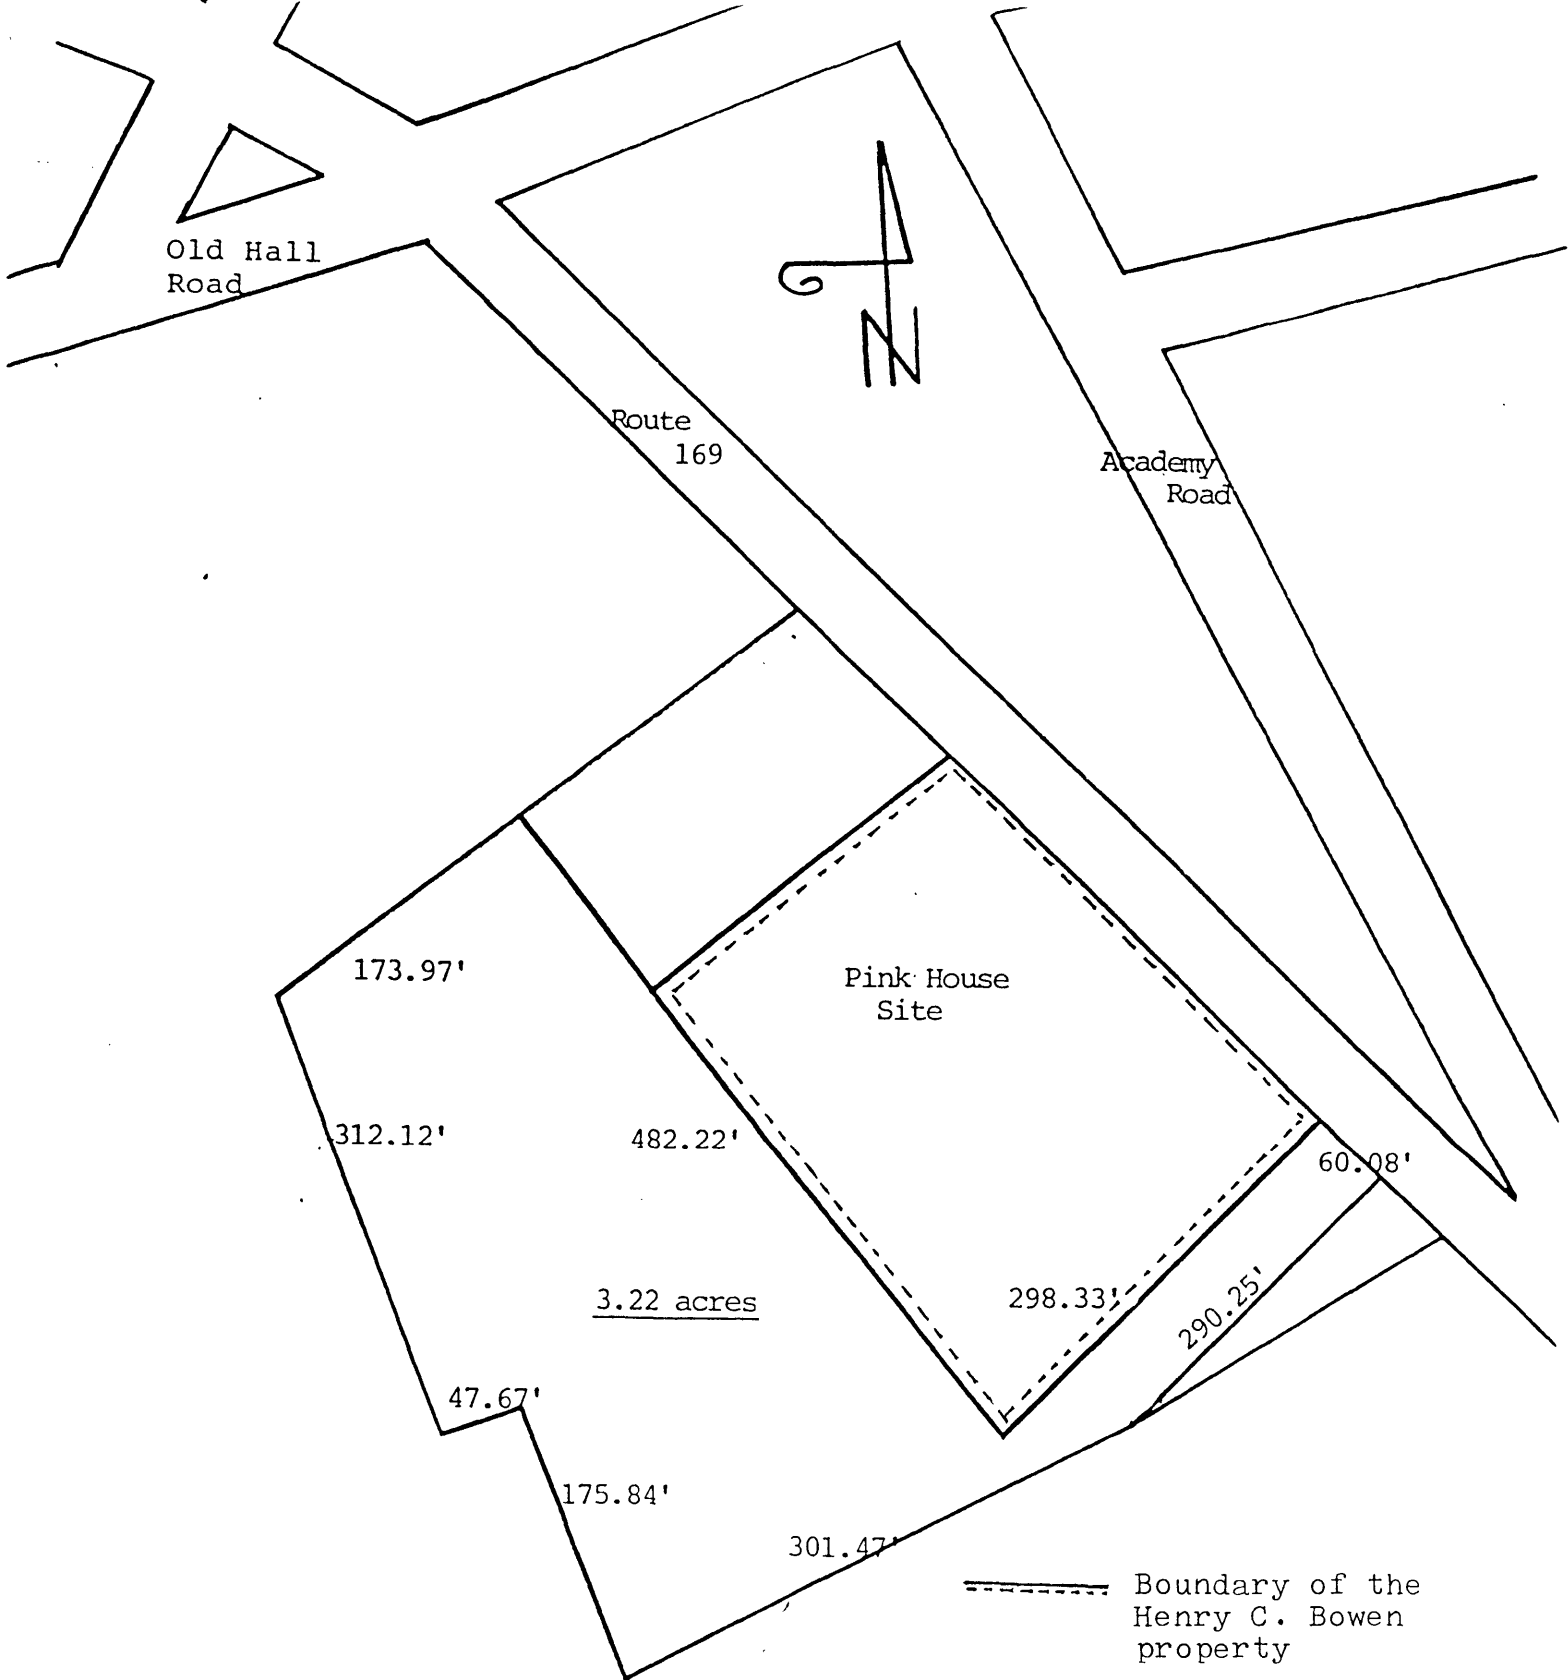 Old Hall
Road
N
Route
169
Academy
Road
173.97'
Pink House
Site
312.12'
482.22'
60.08'
3.22 acres
298.33'
290.25'
47.67'
175.84'
301.47'
Boundary of the
Henry C. Bowen
property